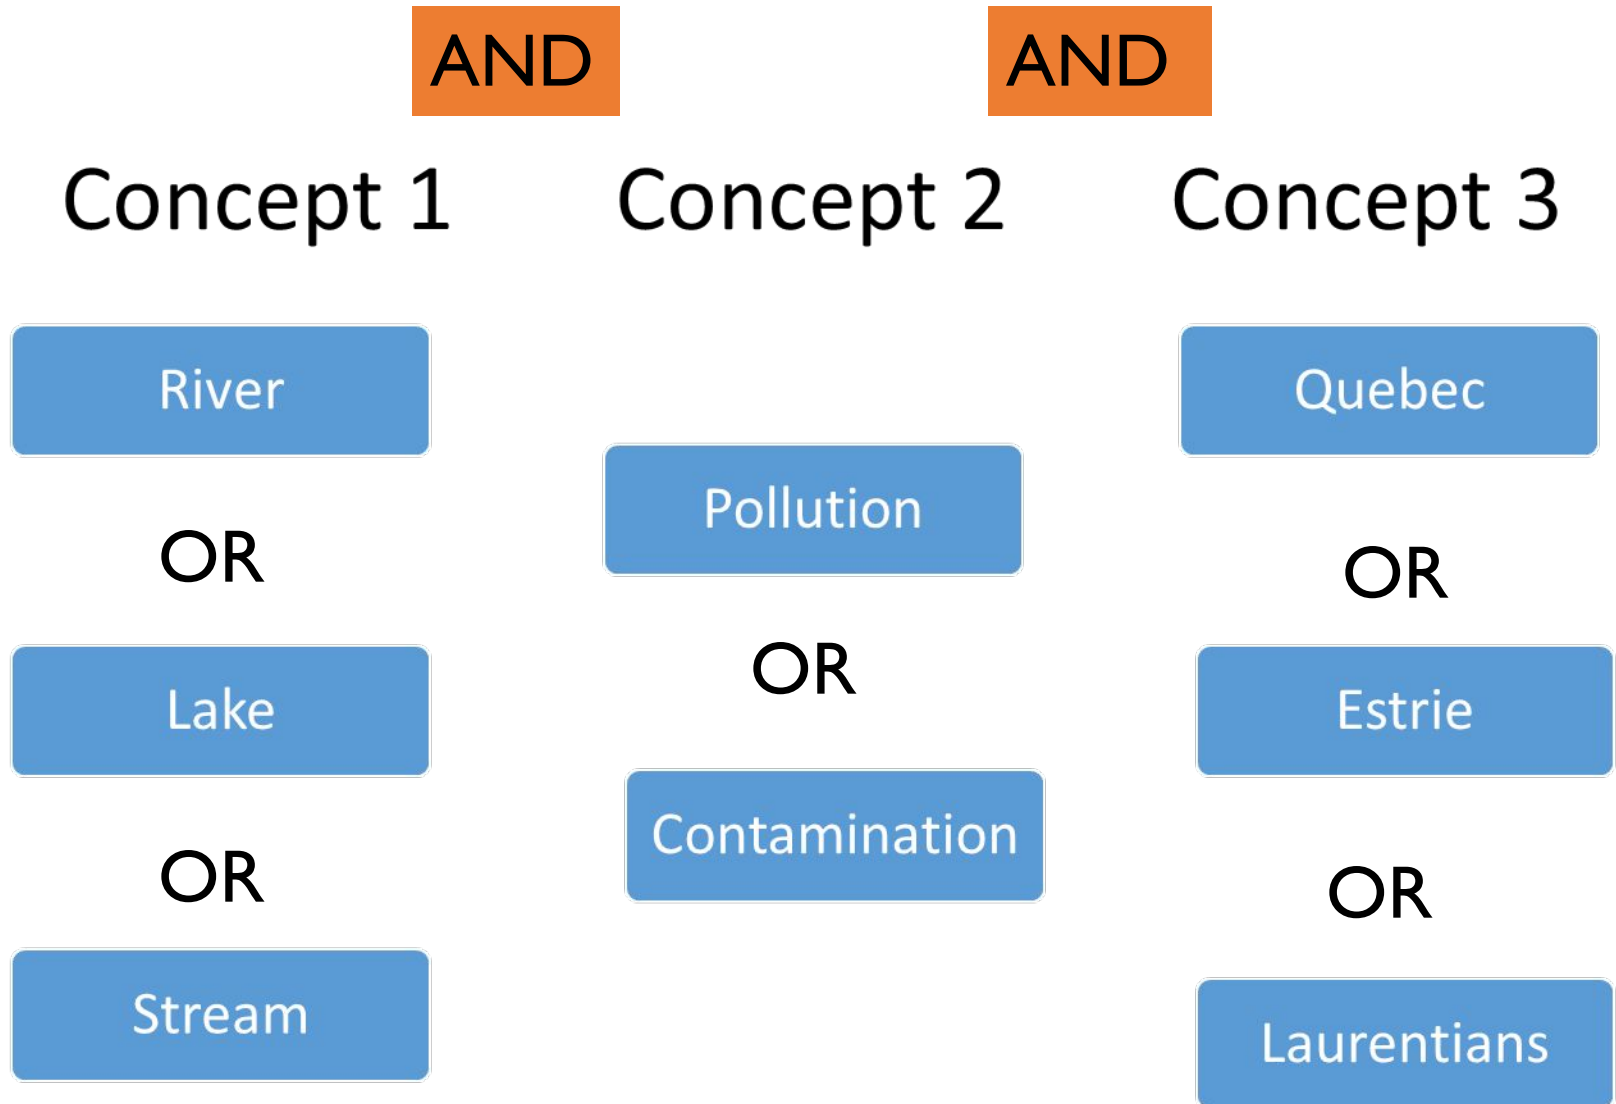 AND AND
Concept 1 Concept 2 Concept 3
River
OR
Lake
OR
Stream
Pollution
OR
Contamination
Quebec
OR
Estrie
OR
Laurentians